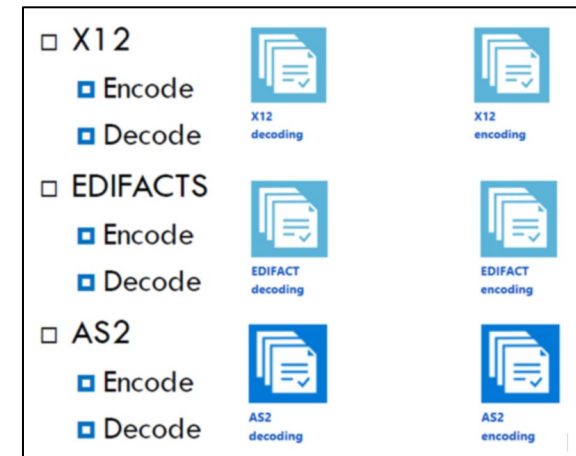 X12
Encode
Decode
X12
decoding
X12
encoding
EDIFACTS
Encode
Decode
EDIFACT
decoding
EDIFACT
encoding
AS2
Encode
Decode
AS2
decoding
AS2
encoding